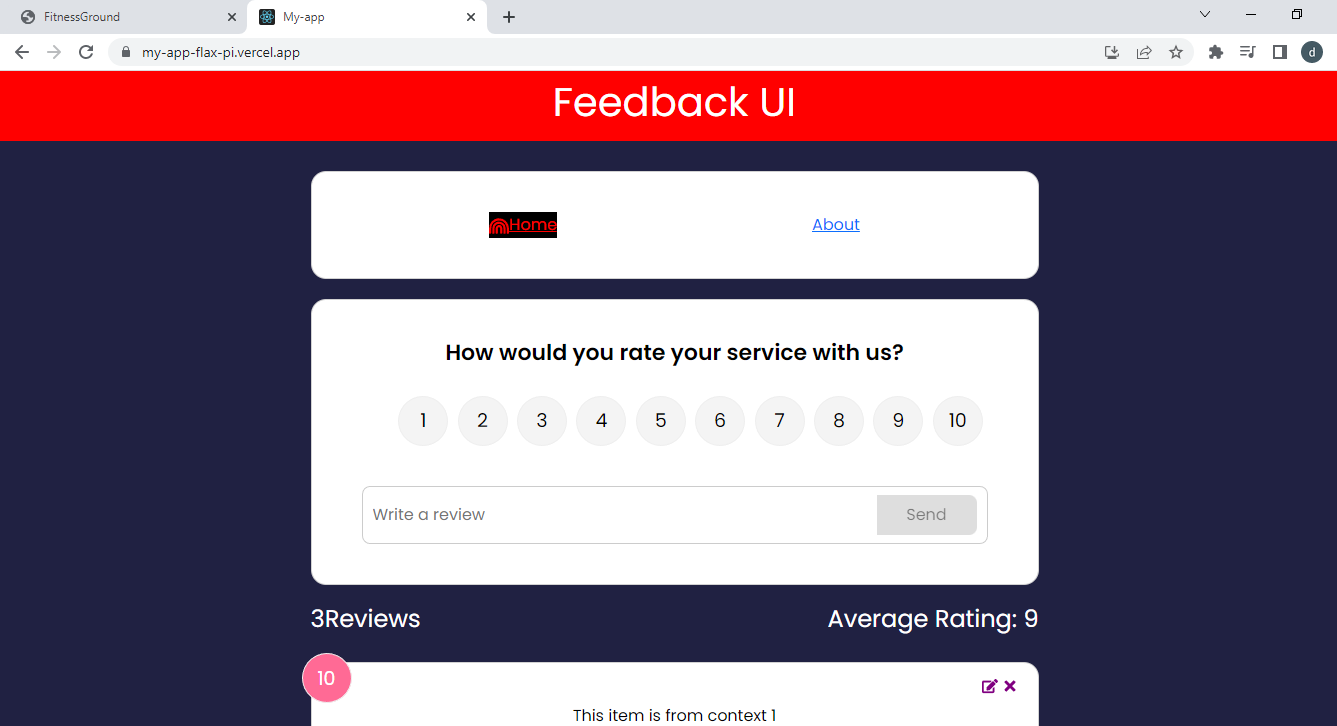 FitnessGround
My-app
my-app-flax-pi.vercel.app
d
Feedback UI
Home
About
How would you rate your service with us?
1 2 3 4 5 6 7 8 9 10
Write a review
Send
3Reviews
Average Rating: 9
10
This item is from context 1